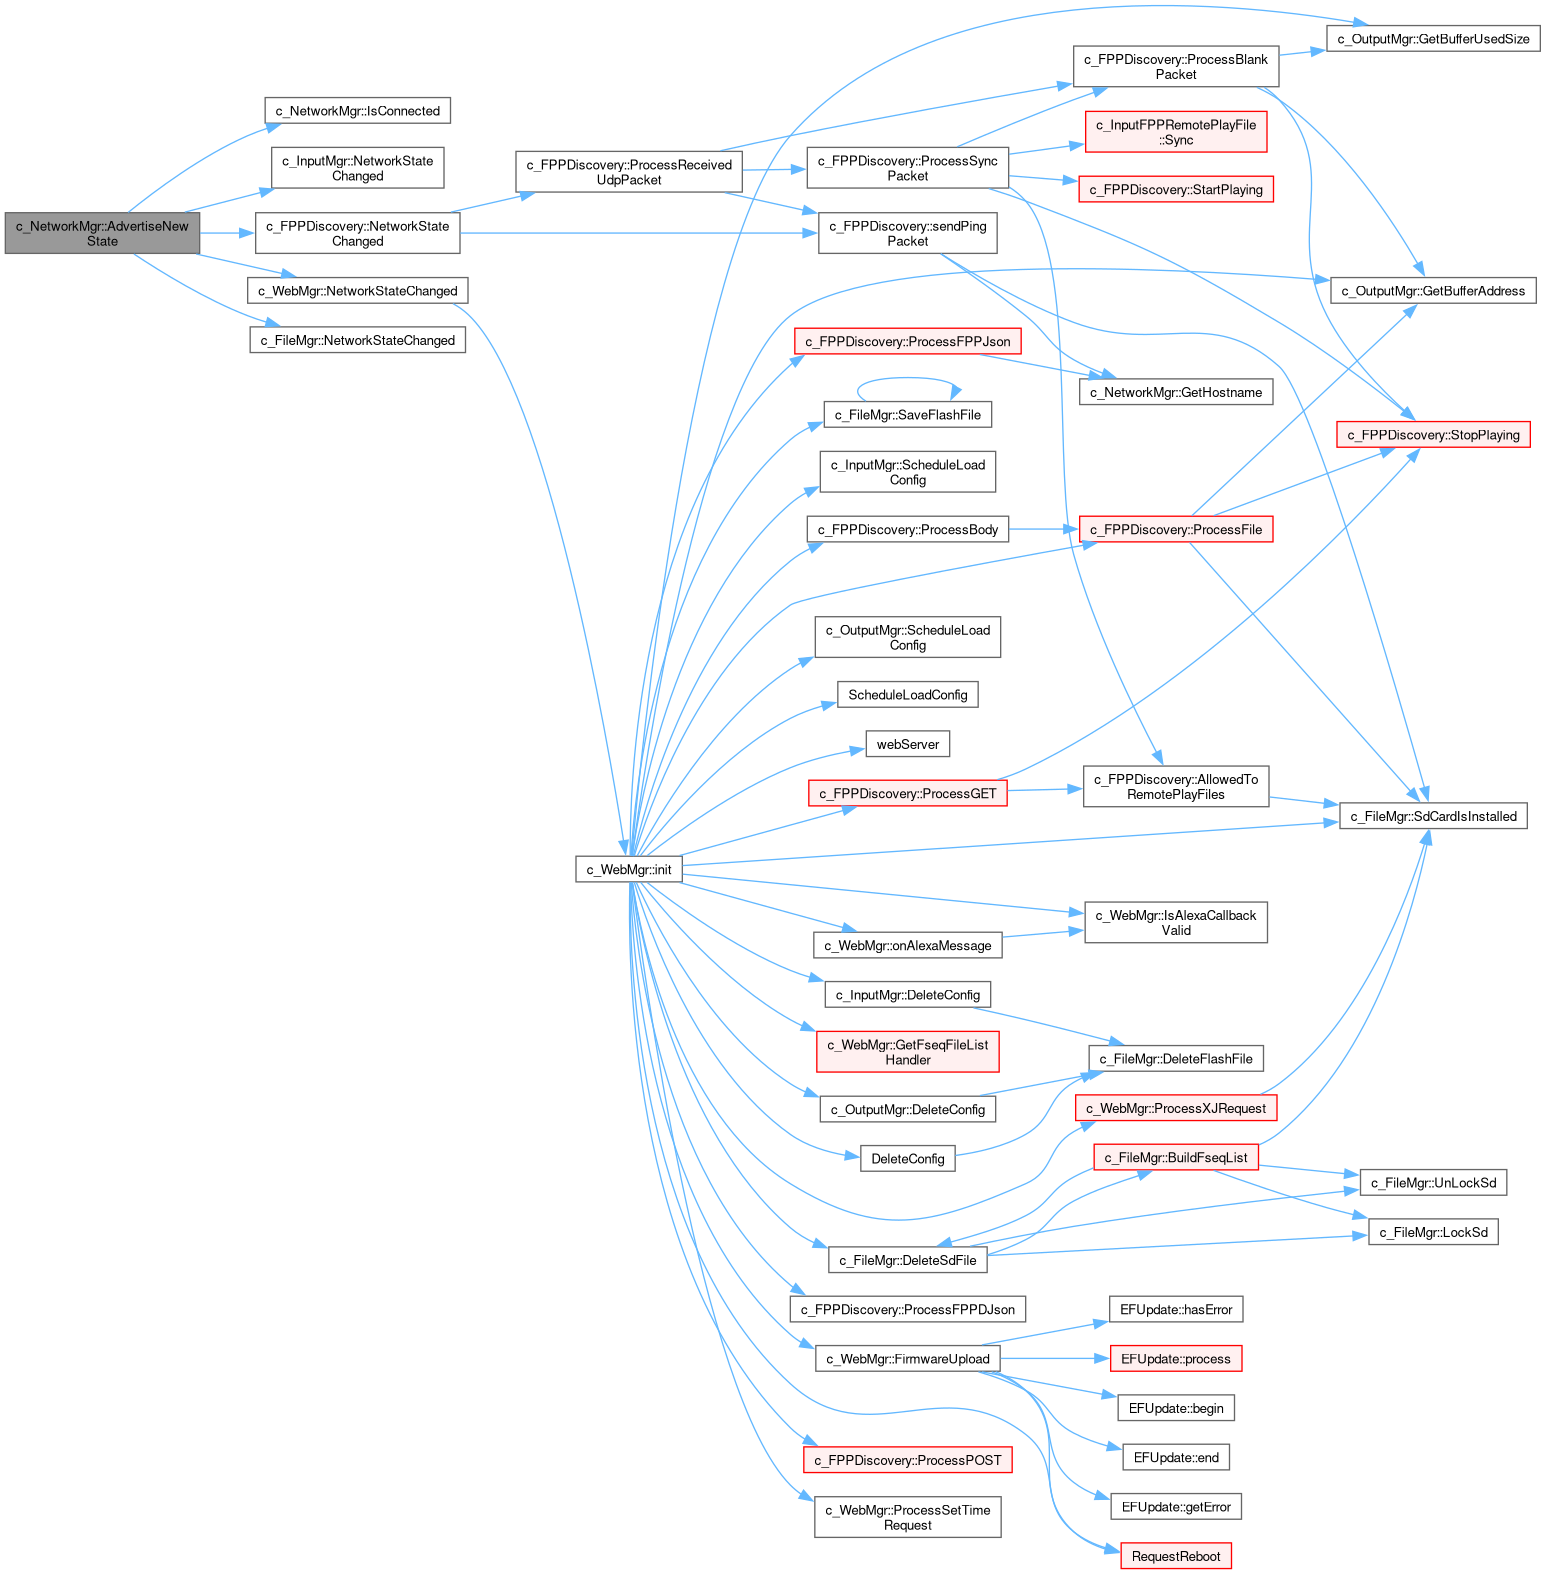 c_NetworkMgr::AdvertiseNew
State
c_NetworkMgr::IsConnected
c_InputMgr::NetworkState
Changed
c_FPPDiscovery::NetworkState
Changed
c_WebMgr::NetworkStateChanged
c_FileMgr::NetworkStateChanged
c_FPPDiscovery::ProcessReceived
UdpPacket
c_WebMgr::init
c_FPPDiscovery::ProcessSync
Packet
c_FPPDiscovery::sendPing
Packet
c_FPPDiscovery::ProcessFPPJson
c_FileMgr::SaveFlashFile
c_InputMgr::ScheduleLoad
Config
c_FPPDiscovery::ProcessBody
c_OutputMgr::ScheduleLoad
Config
ScheduleLoadConfig
webServer
c_FPPDiscovery::ProcessGET
c_WebMgr::onAlexaMessage
c_InputMgr::DeleteConfig
c_WebMgr::GetFseqFileList
Handler
c_OutputMgr::DeleteConfig
DeleteConfig
c_FileMgr::DeleteSdFile
c_FPPDiscovery::ProcessFPPDJson
c_WebMgr::FirmwareUpload
c_FPPDiscovery::ProcessPOST
c_WebMgr::ProcessSetTime
Request
c_FPPDiscovery::ProcessBlank
Packet
c_InputFPPRemotePlayFile
::Sync
c_FPPDiscovery::StartPlaying
c_NetworkMgr::GetHostname
c_FPPDiscovery::ProcessFile
c_FPPDiscovery::AllowedTo
RemotePlayFiles
c_WebMgr::IsAlexaCallback
Valid
c_FileMgr::DeleteFlashFile
c_WebMgr::ProcessXJRequest
c_FileMgr::BuildFseqList
EFUpdate::hasError
EFUpdate::process
EFUpdate::begin
EFUpdate::end
EFUpdate::getError
RequestReboot
c_OutputMgr::GetBufferUsedSize
c_OutputMgr::GetBufferAddress
c_FPPDiscovery::StopPlaying
c_FileMgr::SdCardIsInstalled
c_FileMgr::UnLockSd
c_FileMgr::LockSd